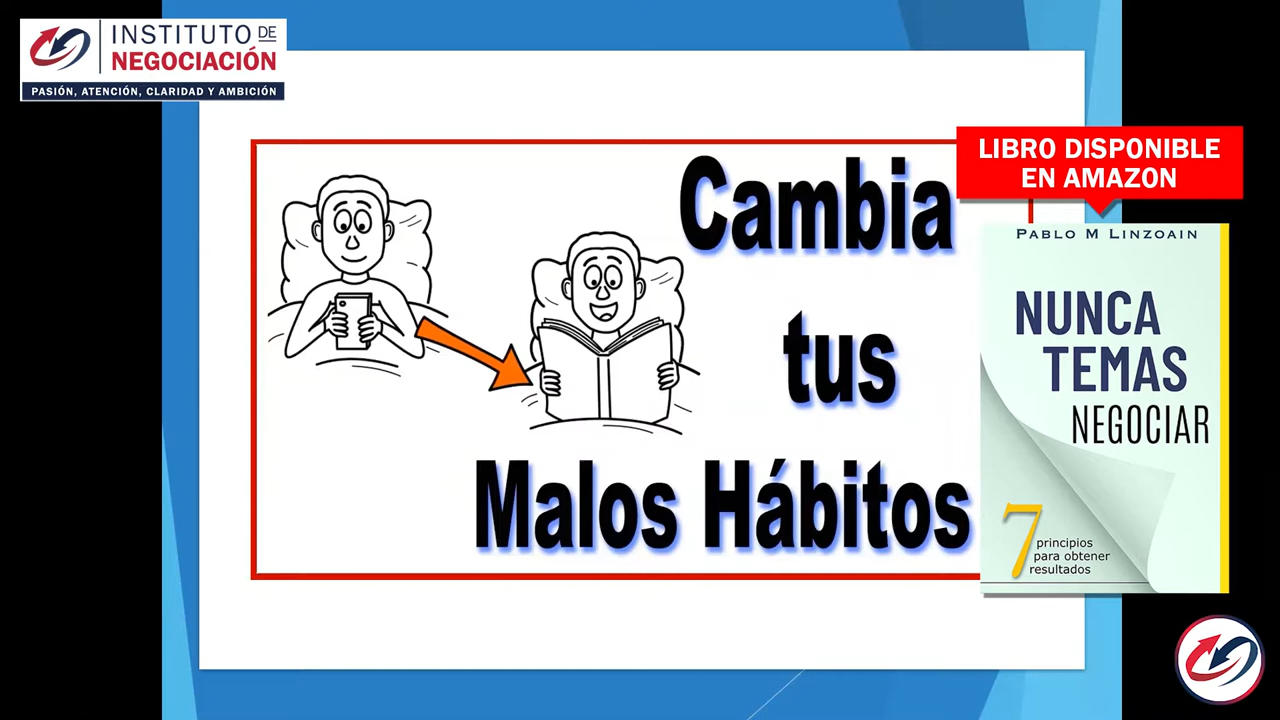 INSTITUTO DE
NEGOCIACIÓN
PASIÓN, ATENCIÓN, CLARIDAD Y AMBICIÓN
Cambia
tus
Malos Hábitos
LIBRO DISPONIBLE
EN AMAZON
PABLO M LINZOAIN
NUNCA
TEMAS
NEGOCIAR
7 principios
para obtener
resultados